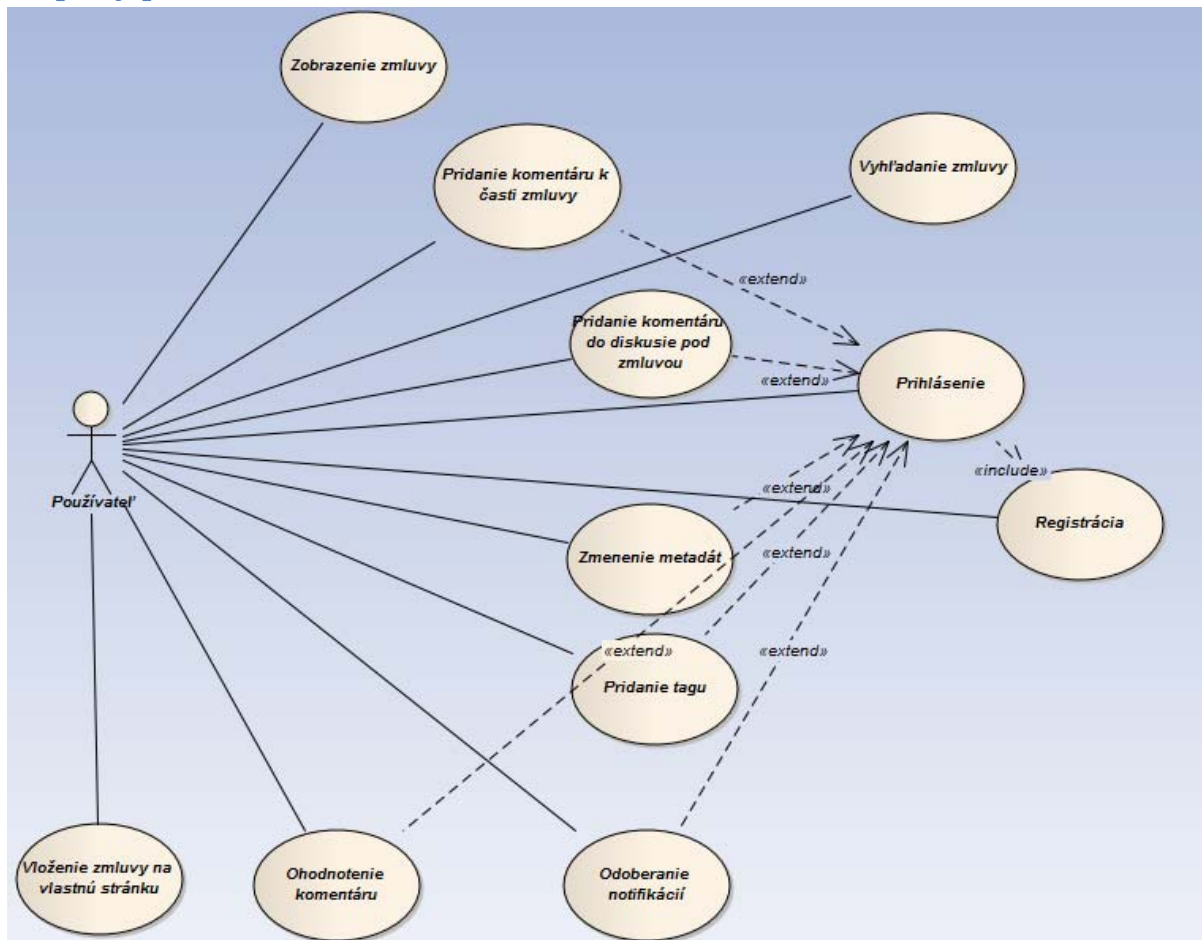 Zobrazenie zmluvy
Pridanie komentáru k
časti zmluvy
Vyhľadanie zmluvy
«extend»
Pridanie komentáru
do diskusie pod
zmluvou
«extend»
Prihlásenie
«include»
Používateľ
«extend»
Registrácia
Zmenenie metadát
«extend»
«extend»
«extend»
Pridanie tagu
Vloženie zmluvy na
vlastnú stránku
Ohodnotenie
komentáru
Odoberanie
notifikácií